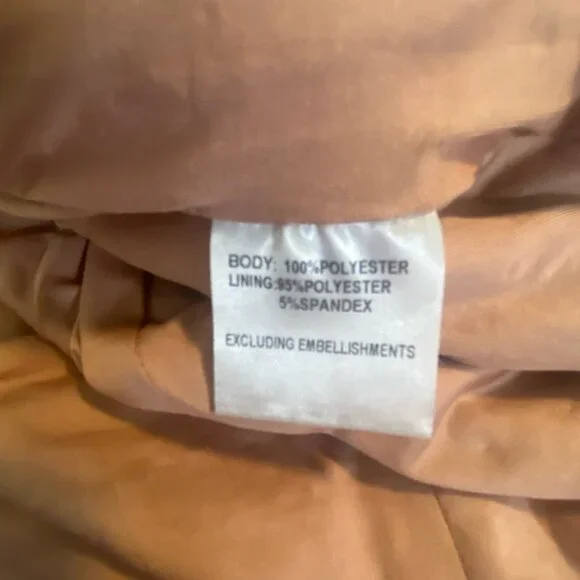 BODY: 100%POLYESTER
LINING:95%POLYESTER
5%SPANDEX
EXCLUDING EMBELLISHMENTS